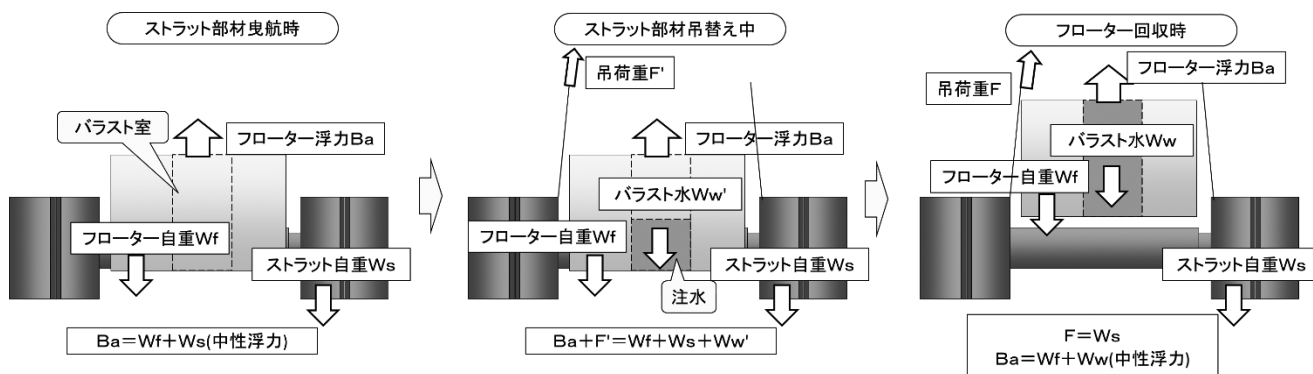 ストラット部材曳航時
バラスト室
フローター浮力Ba
フローター自重Wf
ストラット自重Ws
Ba=Wf+Ws(中性浮力)
ストラット部材吊替え中
吊荷重F'
フローター浮力Ba
バラスト水Ww'
フローター自重Wf
ストラット自重Ws
注水
Ba+F'=Wf+Ws+Ww'
フローター回収時
フローター浮力Ba
吊荷重F
バラスト水Ww
フローター自重Wf
ストラット自重Ws
F=Ws
Ba=Wf+Ww(中性浮力)